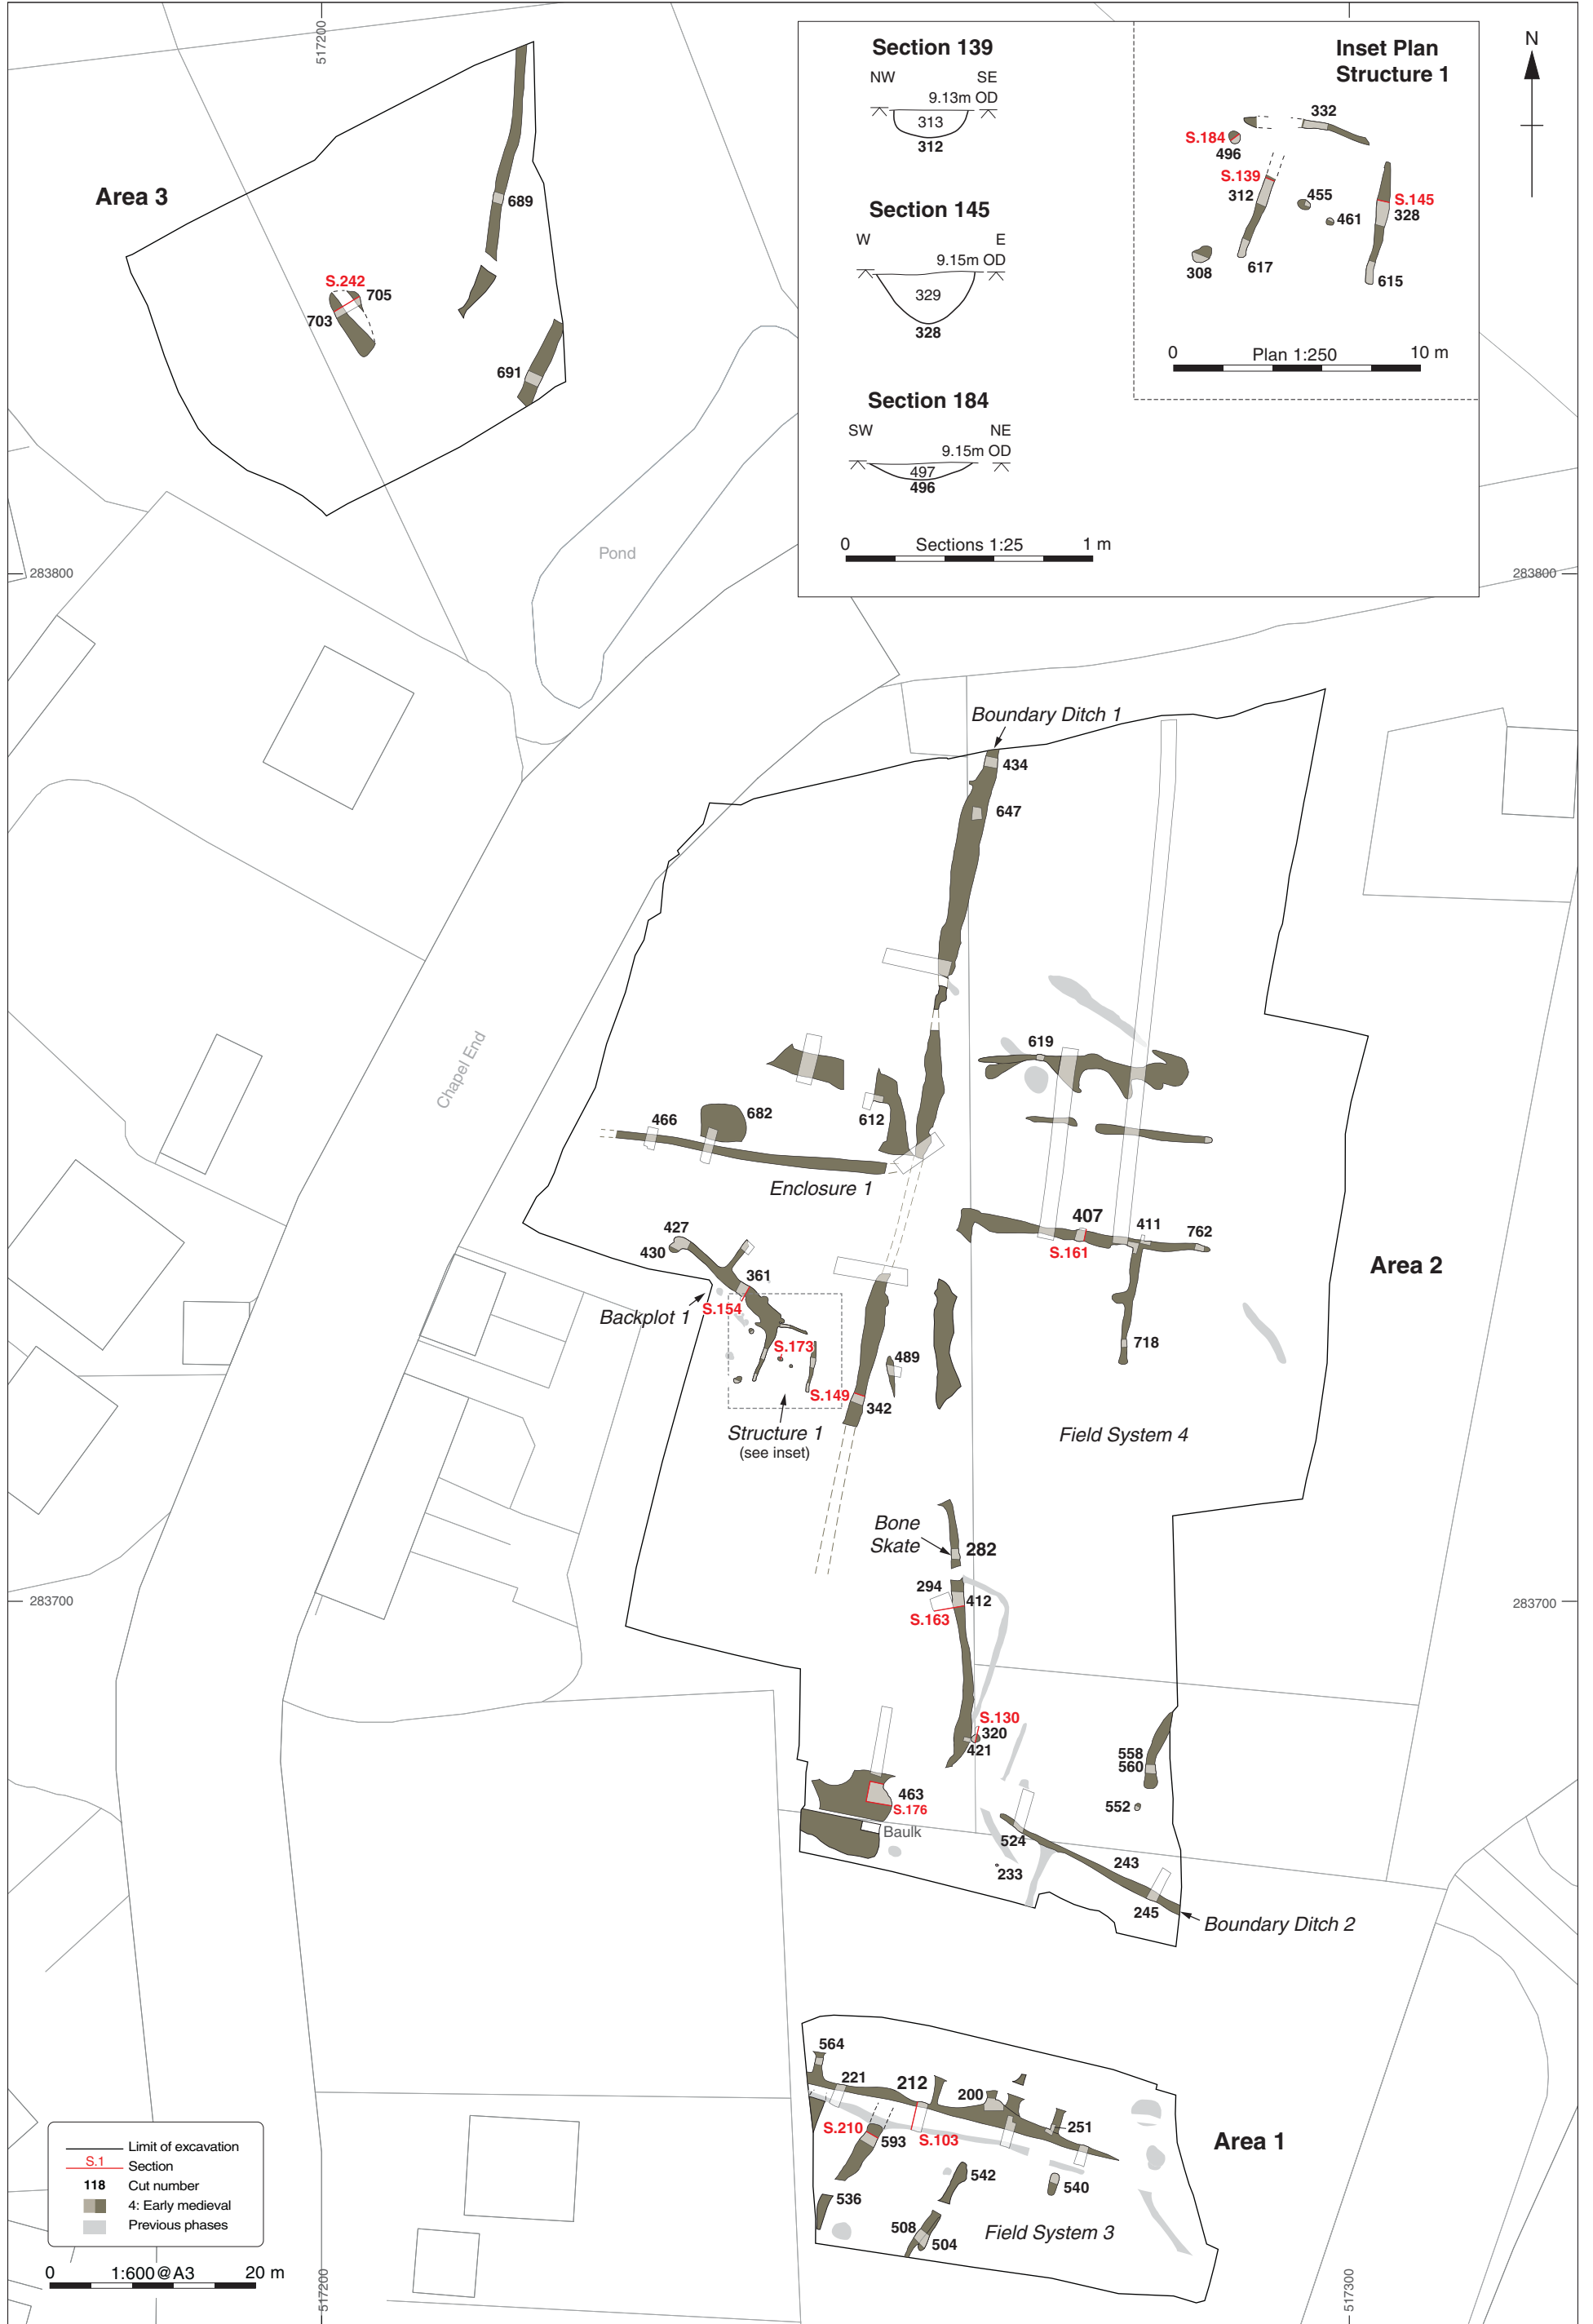 517200
Area 3
689
S.242
705
703
691
Section 139
NW SE
9.13m OD
313
312
Section 145
W E
9.15m OD
329
328
Section 184
SW NE
9.15m OD
497
496
0 Sections 1:25 1 m
Inset Plan
Structure 1
332
S.184
496
S.139
312
455
461
S.145
328
308
617
615
0 Plan 1:250 10 m
N
Pond
283800
283800
Boundary Ditch 1
434
647
Chapel End
619
612
466
682
Enclosure 1
427
430
361
S.154
Backplot 1
407
S.161
411
762
Area 2
S.173
489
718
S.149
342
Structure 1
(see inset)
Field System 4
Bone
Skate
282
294
412
S.163
283700
283700
S.130
320
421
558
560
552
463
S.176
Baulk
524
233
243
245
Boundary Ditch 2
564
221
212
200
251
S.210
593
S.103
Area 1
542
540
536
508
504
Field System 3
S.1
Limit of excavation
Section
118 Cut number
4: Early medieval
Previous phases
0 1:600@A3 20 m
517200
517300